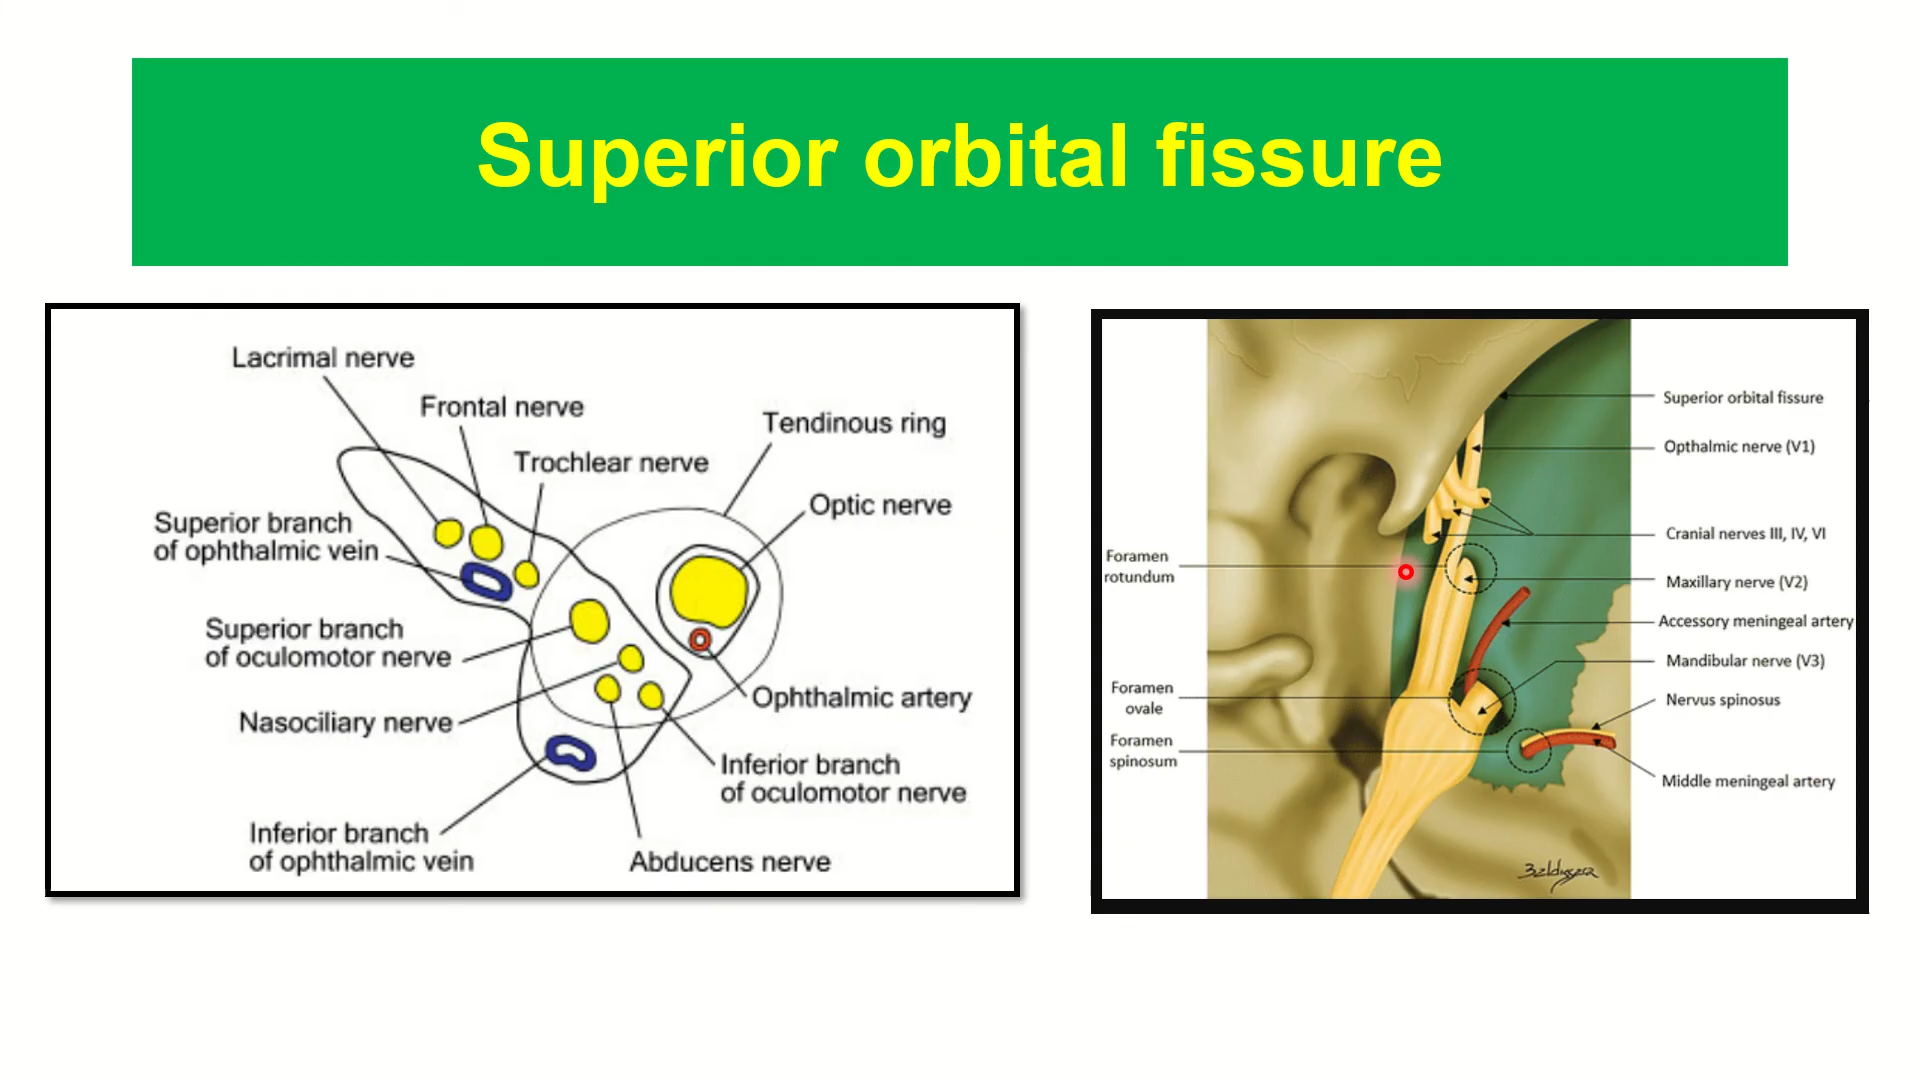 Superior orbital fissure
Lacrimal nerve
Frontal nerve
Trochlear nerve
Tendinous ring
Optic nerve
Superior branch
of ophthalmic vein
Superior branch
of oculomotor nerve
Nasociliary nerve
Ophthalmic artery
Inferior branch
of oculomotor nerve
Inferior branch
of ophthalmic vein
Abducens nerve
Superior orbital fissure
Opthalmic nerve (V1)
Cranial nerves III, IV, VI
Foramen
rotundum
Maxillary nerve (V2)
Accessory meningeal artery
Mandibular nerve (V3)
Foramen
ovale
Nervus spinosus
Foramen
spinosum
Middle meningeal artery